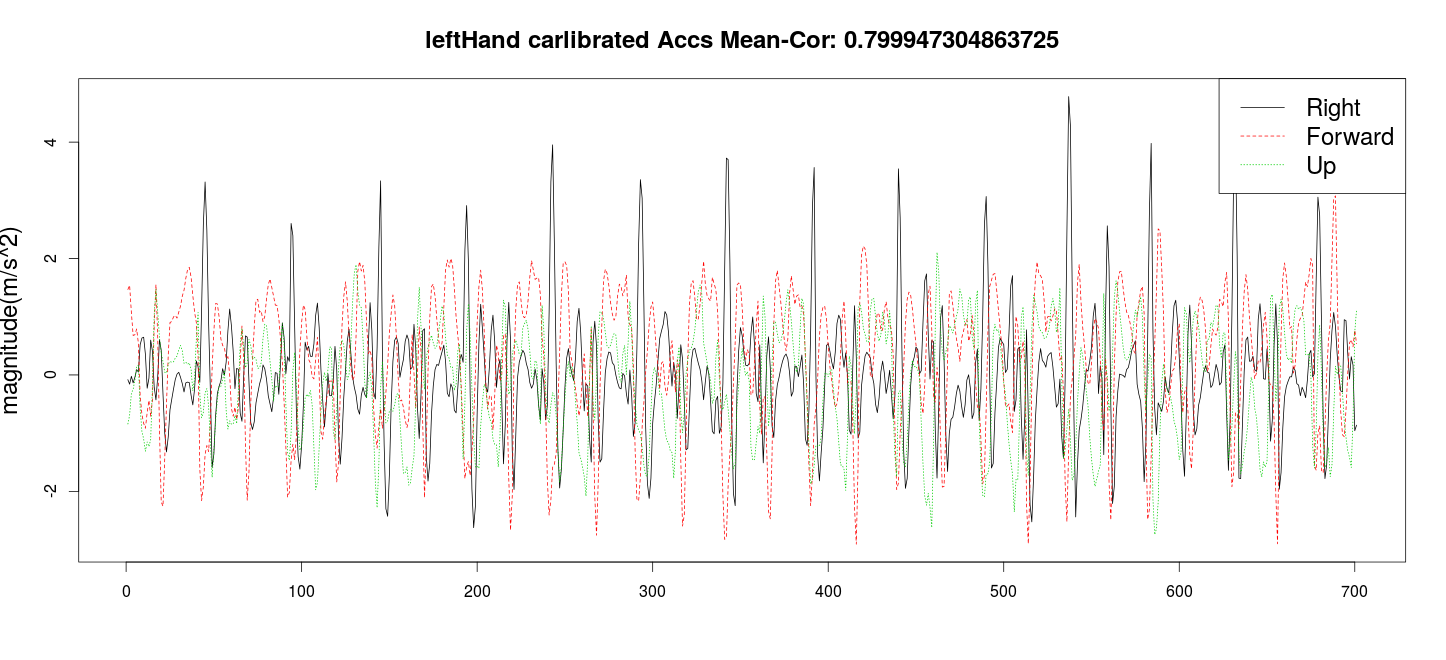 leftHand carlibrated Accs Mean-Cor: 0.799947304863725
Right
Forward
Up
magnitude(m/s^2)
4
2
0
-2
0 100 200 300 400 500 600 700